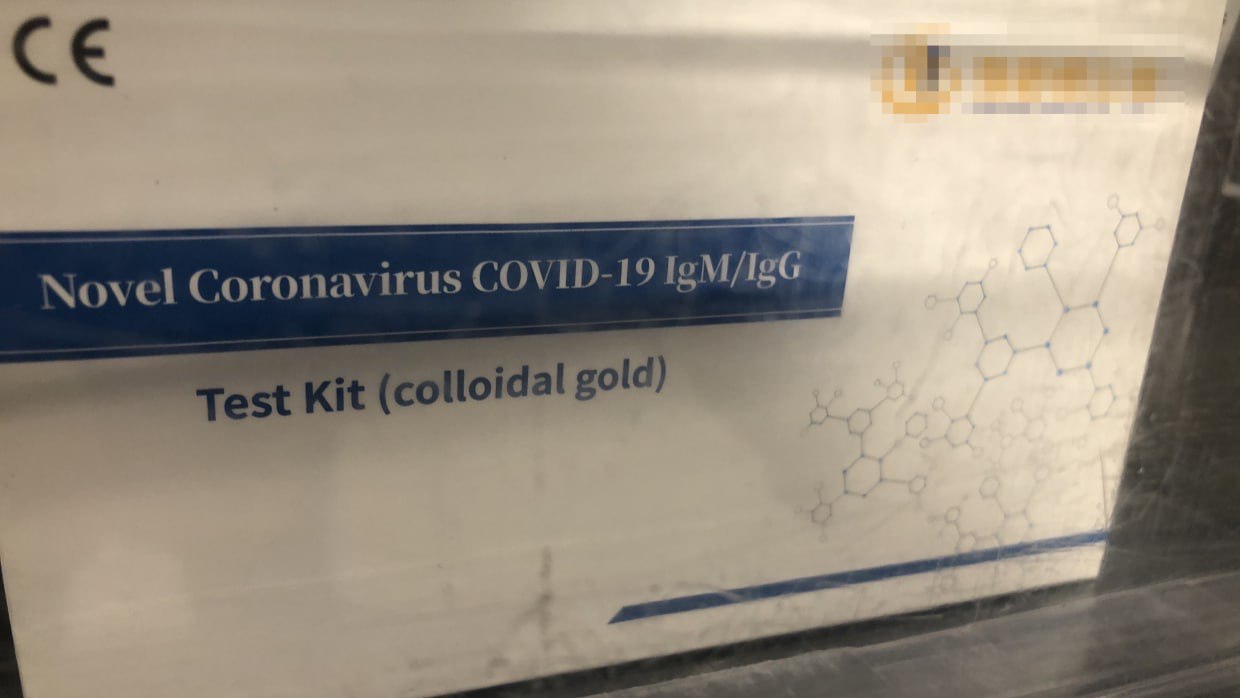 CE
Novel Coronavirus COVID-19 IgM/IgG
Test Kit (colloidal gold)